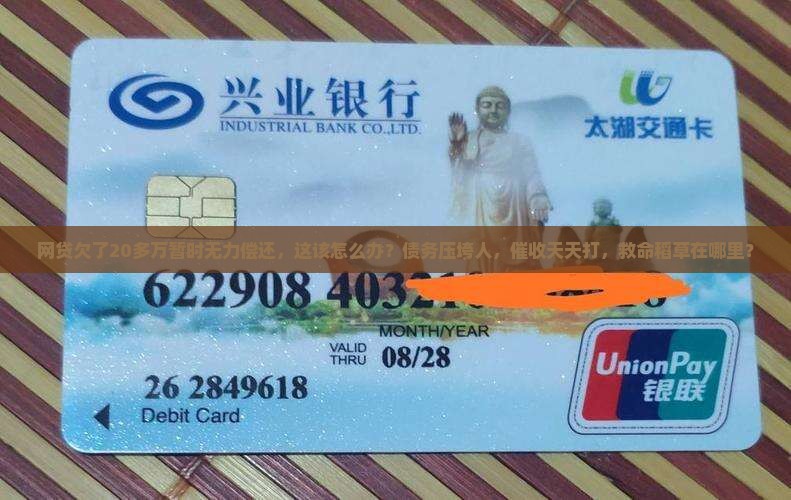 兴业银行
INDUSTRIAL BANK CO.,LTD.
太湖交通卡
网贷欠了20多万暂时无力偿还，这该怎么办？债务压垮人，催收天天打，救命稻草在哪里？
622908
MONTH/YEAR
VALID THRU 08/28
26 2849618
Debit Card
UnionPay
银联